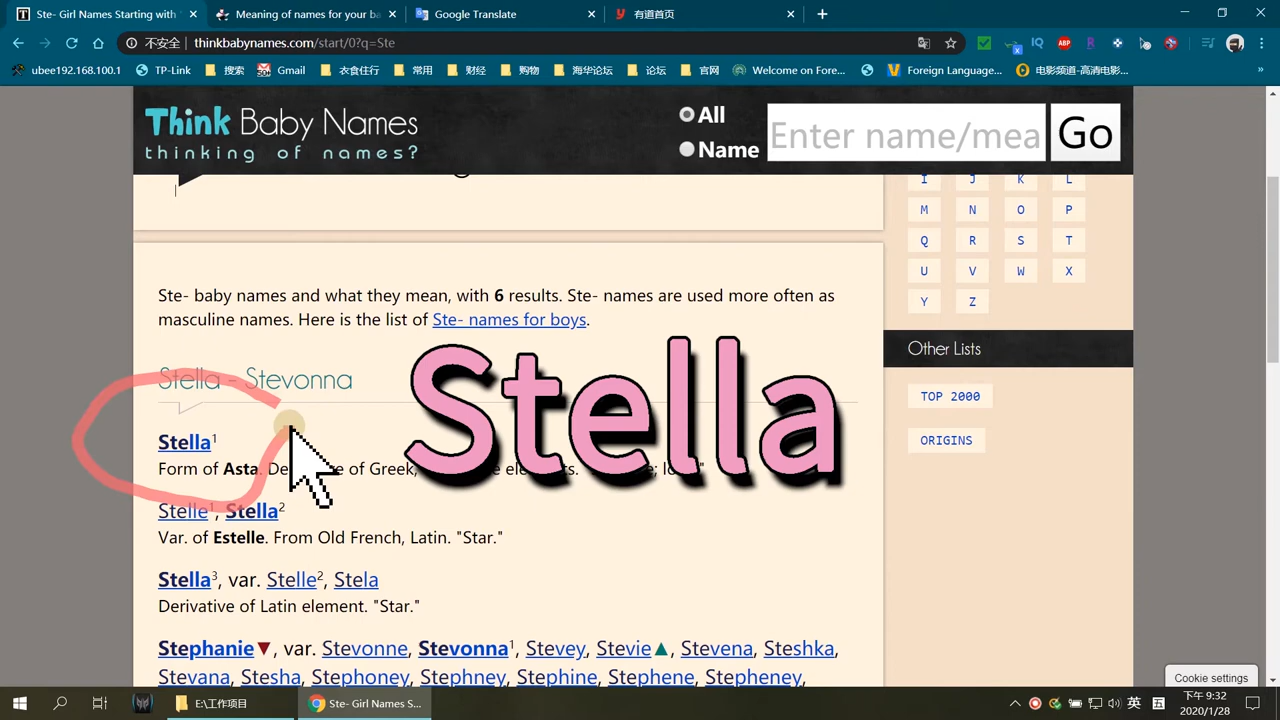 Ste- Girl Names Starting with
Meaning of names for your ba
Google Translate
有道首页
不安全
thinkbabynames.com/start/0?q=Ste
ubee192.168.100.1
TP-Link
搜索
Gmail
衣食住行
常用
财经
购物
海华论坛
论坛
官网
Welcome on Fore...
Foreign Language...
电影频道-高清电影...
Think Baby Names
thinking of names?
All
Name
Enter name/mea
Go
I J K L
M N O P
Q R S T
U V W X
Y Z
Other Lists
TOP 2000
ORIGINS
Ste- baby names and what they mean, with 6 results. Ste- names are used more often as
masculine names. Here is the list of Ste- names for boys.
Stella - Stevonna
Stella
Stella¹
Form of Asta. De of Greek,
Stelle¹, Stella²
Var. of Estelle. From Old French, Latin. "Star."
Stella³, var. Stelle², Stela
Derivative of Latin element. "Star."
Stephanie▼, var. Stevonne, Stevonna¹, Stevey, Stevie▲, Stevena, Steshka,
Stevana, Stesha, Stephoney, Stephney, Stephine, Stephene, Stepheney,
Cookie settings
E:\工作项目
Ste- Girl Names S...
英
五
下午 9:32
2020/1/28